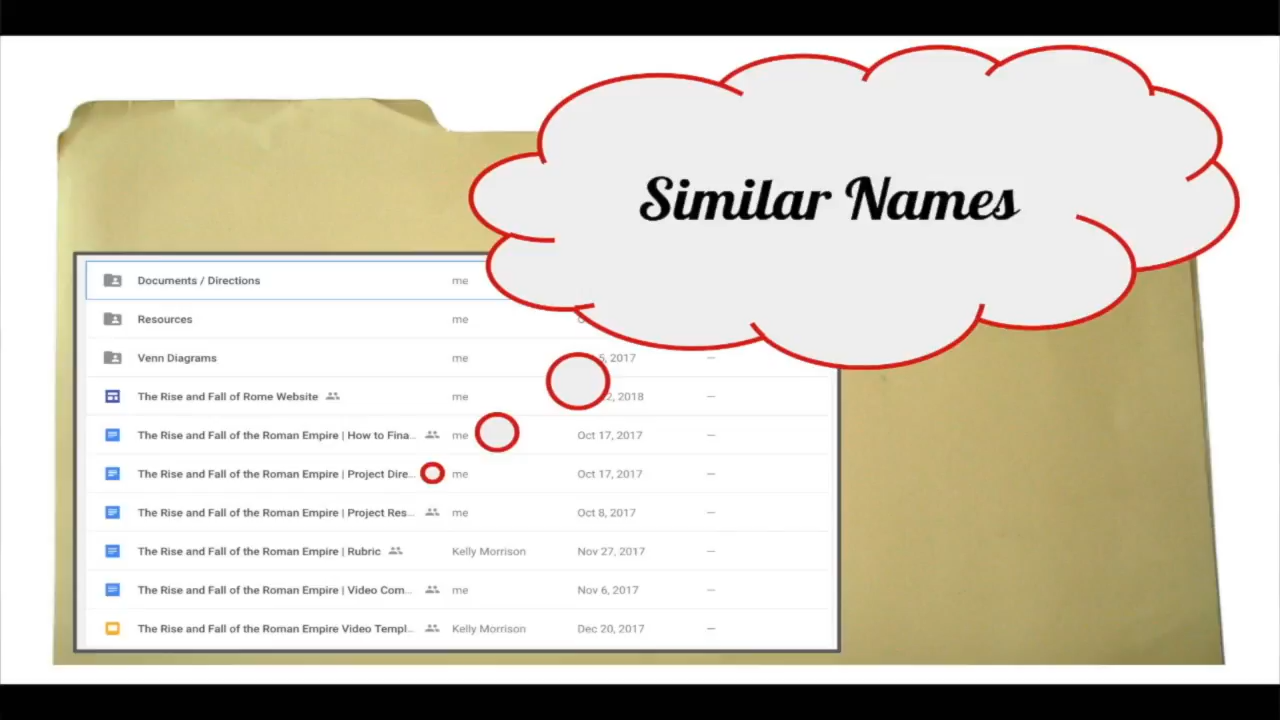 Similar Names
Documents / Directions me
Resources me
Venn Diagrams me 5, 2017 —
The Rise and Fall of Rome Website me 2, 2018 —
The Rise and Fall of the Roman Empire | How to Fina... me Oct 17, 2017 —
The Rise and Fall of the Roman Empire | Project Dire... me Oct 17, 2017 —
The Rise and Fall of the Roman Empire | Project Res... me Oct 8, 2017 —
The Rise and Fall of the Roman Empire | Rubric Kelly Morrison Nov 27, 2017 —
The Rise and Fall of the Roman Empire | Video Com... me Nov 6, 2017 —
The Rise and Fall of the Roman Empire Video Templ... Kelly Morrison Dec 20, 2017 —